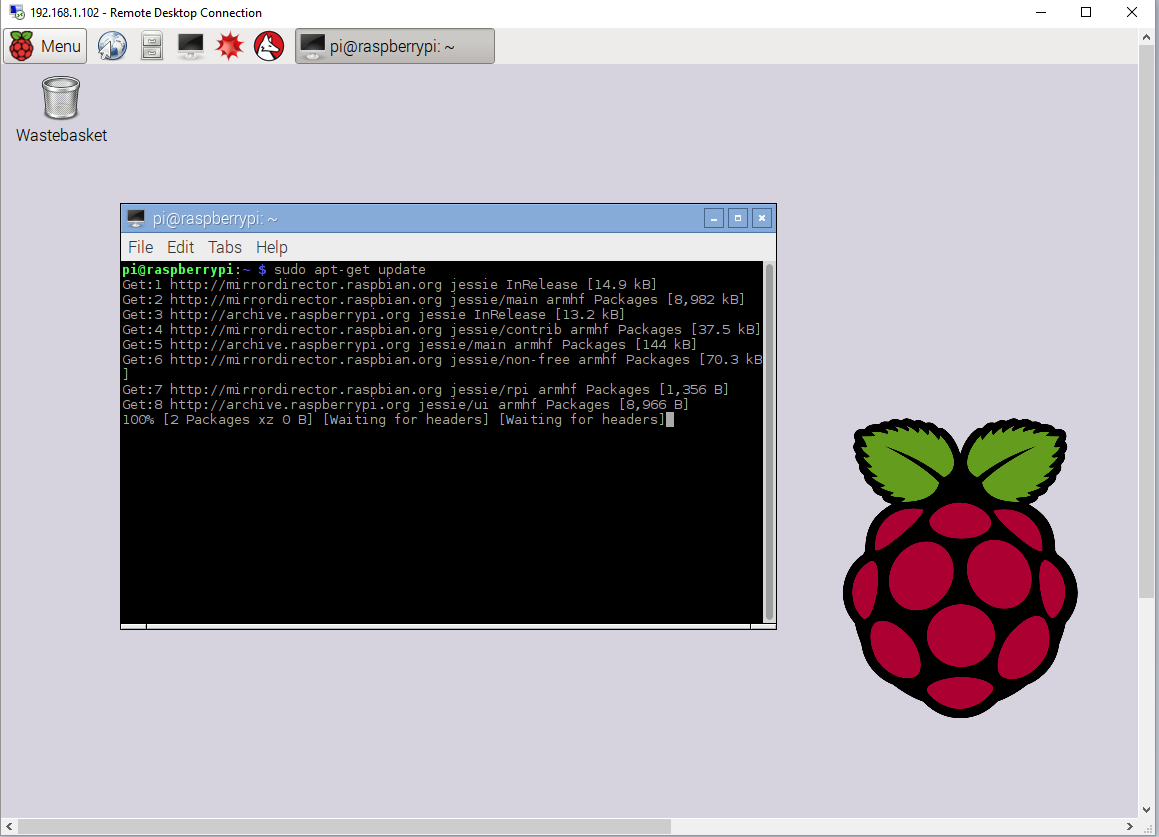 192.168.1.102 - Remote Desktop Connection
Menu
pi@raspberrypi: ~
Wastebasket
pi@raspberrypi: ~
File Edit Tabs Help
pi@raspberrypi:~ $ sudo apt-get update
Get:1 http://mirrordirector.raspbian.org jessie InRelease [14.9 kB]
Get:2 http://mirrordirector.raspbian.org jessie/main armhf Packages [8,982 kB]
Get:3 http://archive.raspberrypi.org jessie InRelease [13.2 kB]
Get:4 http://mirrordirector.raspbian.org jessie/contrib armhf Packages [37.5 kB]
Get:5 http://archive.raspberrypi.org jessie/main armhf Packages [144 kB]
Get:6 http://mirrordirector.raspbian.org jessie/non-free armhf Packages [70.3 kB
]
Get:7 http://mirrordirector.raspbian.org jessie/rpi armhf Packages [1,356 B]
Get:8 http://archive.raspberrypi.org jessie/ui armhf Packages [8,966 B]
100% [2 Packages xz 0 B] [Waiting for headers] [Waiting for headers]